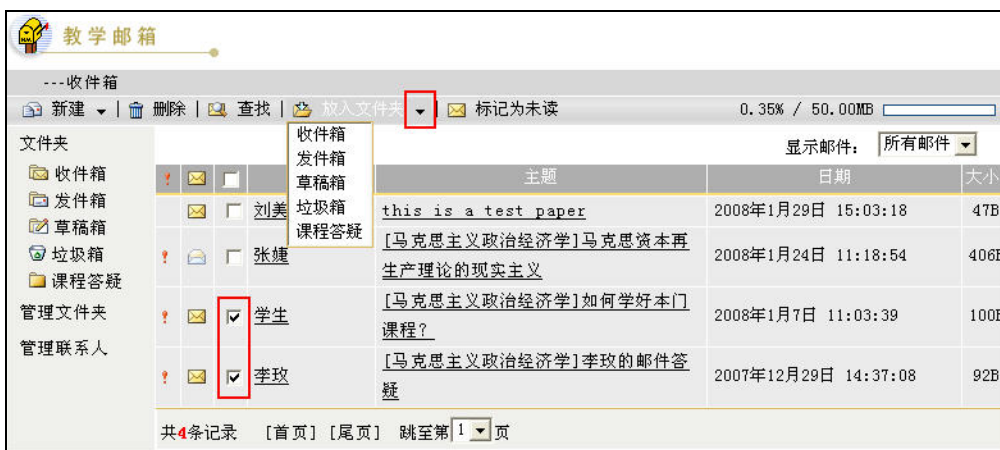 教学邮箱
---收件箱
新建 | 删除 | 查找 | 放入文件夹 | 标记为未读 0.35% / 50.00MB
文件夹 显示邮件: 所有邮件
收件箱
发件箱
草稿箱
垃圾箱
课程答疑
管理文件夹
管理联系人
收件箱
发件箱
草稿箱
垃圾箱
课程答疑
主题 日期 大小
刘美 this is a test paper 2008年1月29日 15:03:18 47B
张婕 [马克思主义政治经济学]马克思资本再 2008年1月24日 11:18:54 406B
生产理论的现实主义
学生 [马克思主义政治经济学]如何学好本门 2008年1月7日 11:03:39 100B
课程?
李玫 [马克思主义政治经济学]李玫的邮件答 2007年12月29日 14:37:08 92B
疑
共4条记录 [首页] [尾页] 跳至第 1 页